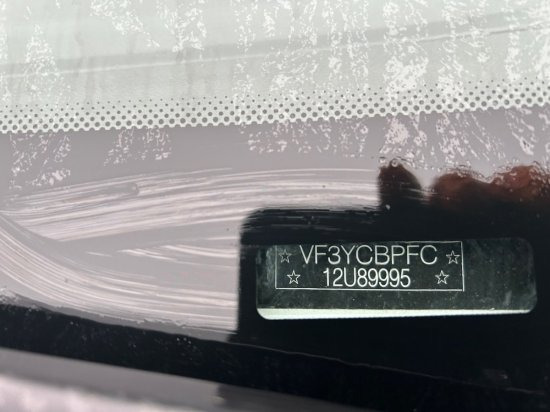 ☆ VF3YCBPFC ☆
☆ 12U89995 ☆